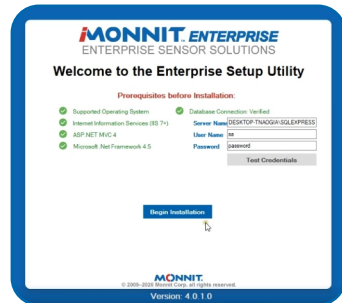 iMONNIT. ENTERPRISE
ENTERPRISE SENSOR SOLUTIONS
Welcome to the Enterprise Setup Utility
Prerequisites before Installation:
Supported Operating System
Internet Information Services (IIS 7+)
ASP.NET MVC 4
Microsoft .Net Framework 4.5
Database Connection: Verified
Server Name DESKTOP-TNAOGIA\SQLEXPRESS
User Name sa
Password password
Test Credentials
Begin Installation
MONNIT.
© 2009-2020 Monnit Corp. all rights reserved.
Version: 4.0.1.0